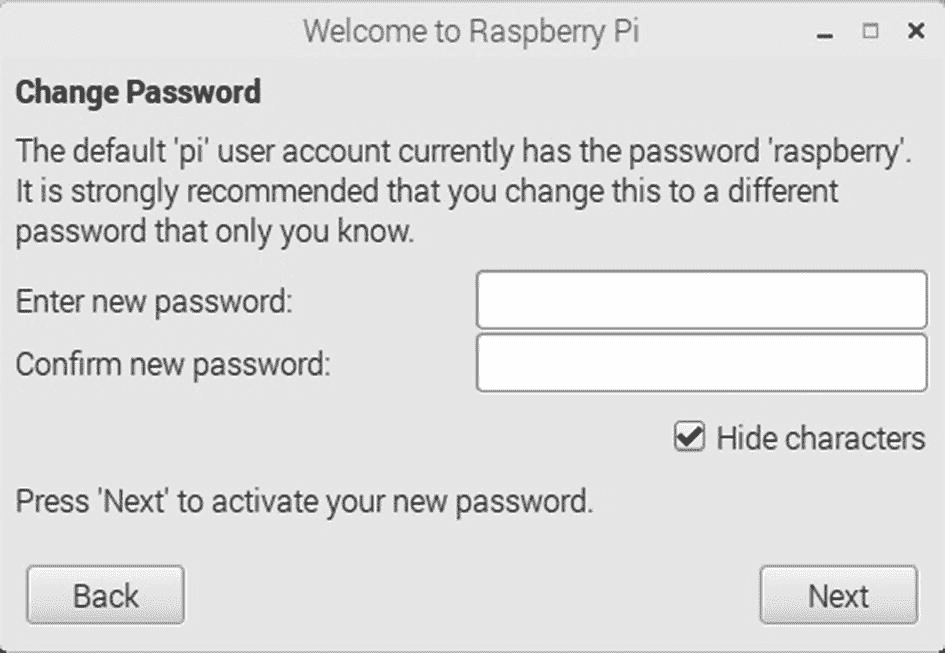 Welcome to Raspberry Pi
Change Password
The default 'pi' user account currently has the password 'raspberry'.
It is strongly recommended that you change this to a different
password that only you know.
Enter new password:
Confirm new password:
Hide characters
Press 'Next' to activate your new password.
Back
Next